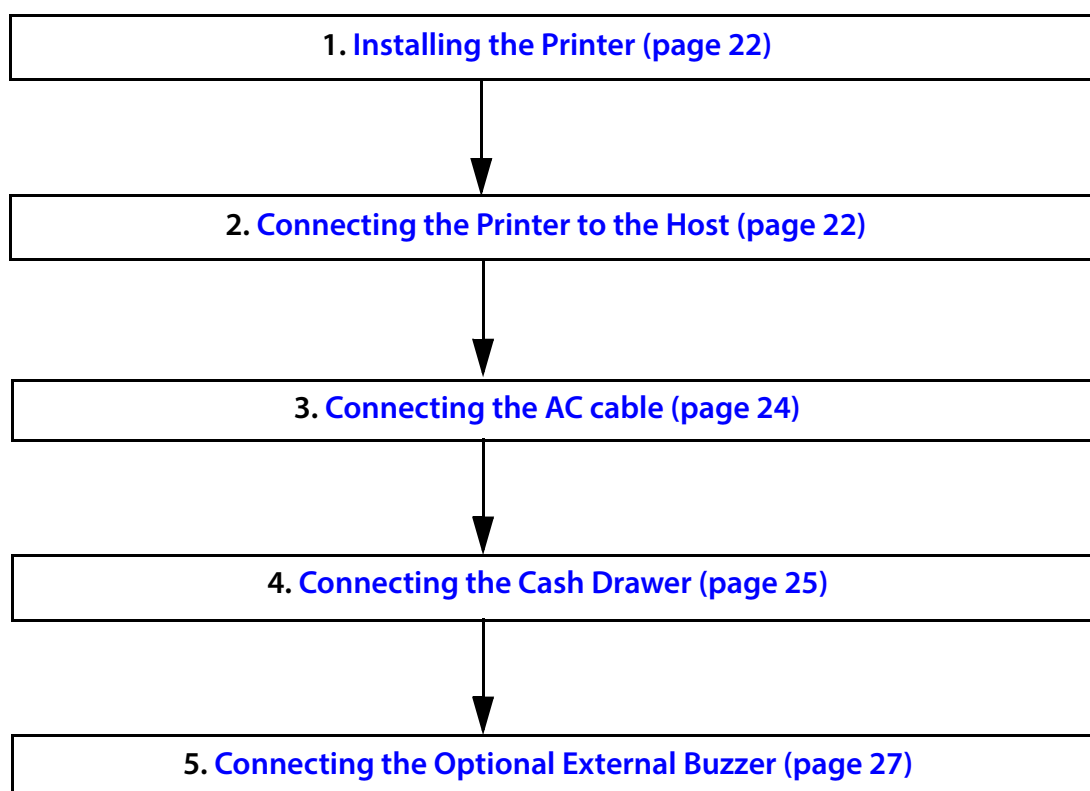 1. Installing the Printer (page 22)
2. Connecting the Printer to the Host (page 22)
3. Connecting the AC cable (page 24)
4. Connecting the Cash Drawer (page 25)
5. Connecting the Optional External Buzzer (page 27)